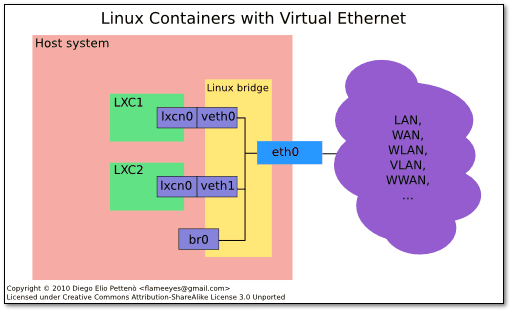 Linux Containers with Virtual Ethernet
Host system
Linux bridge
LXC1
lxcn0 veth0
eth0
LXC2
lxcn0 veth1
br0
LAN,
WAN,
WLAN,
VLAN,
WWAN,
...
Copyright © 2010 Diego Elio Pettenò <flameeyes@gmail.com>
Licensed under Creative Commons Attribution-ShareAlike License 3.0 Unported